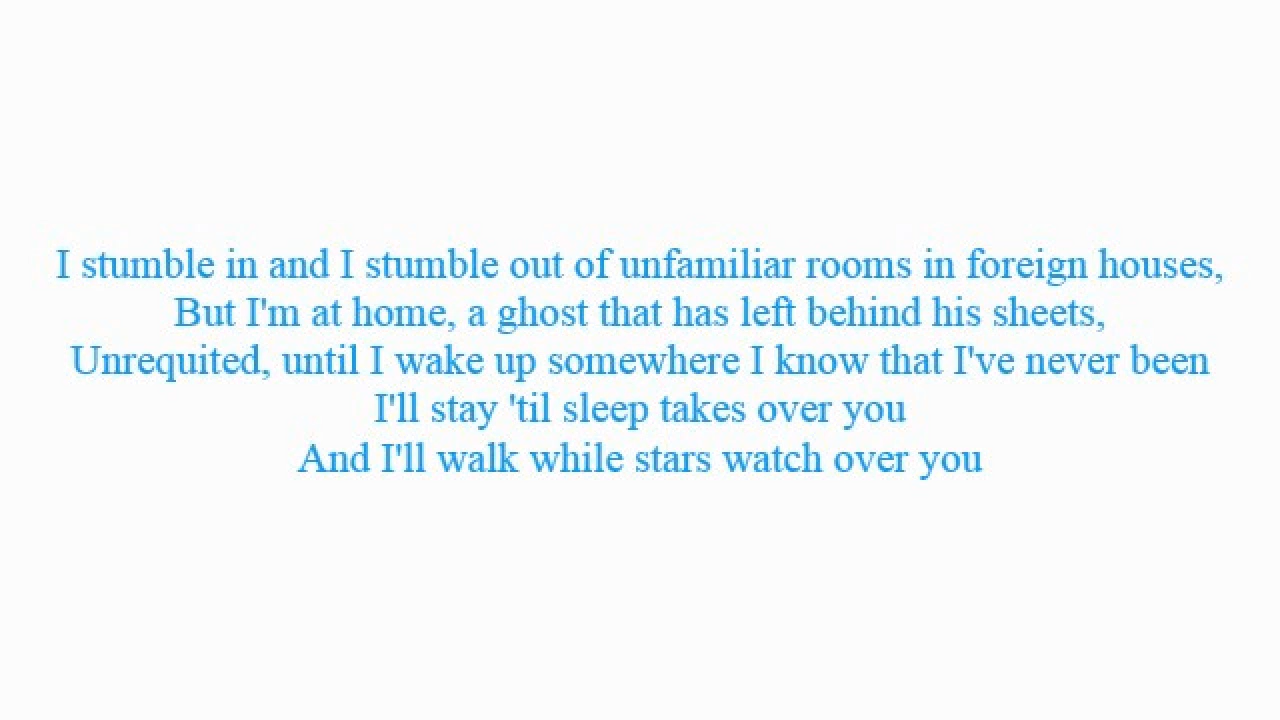 I stumble in and I stumble out of unfamiliar rooms in foreign houses,
But I'm at home, a ghost that has left behind his sheets,
Unrequited, until I wake up somewhere I know that I've never been
I'll stay 'til sleep takes over you
And I'll walk while stars watch over you